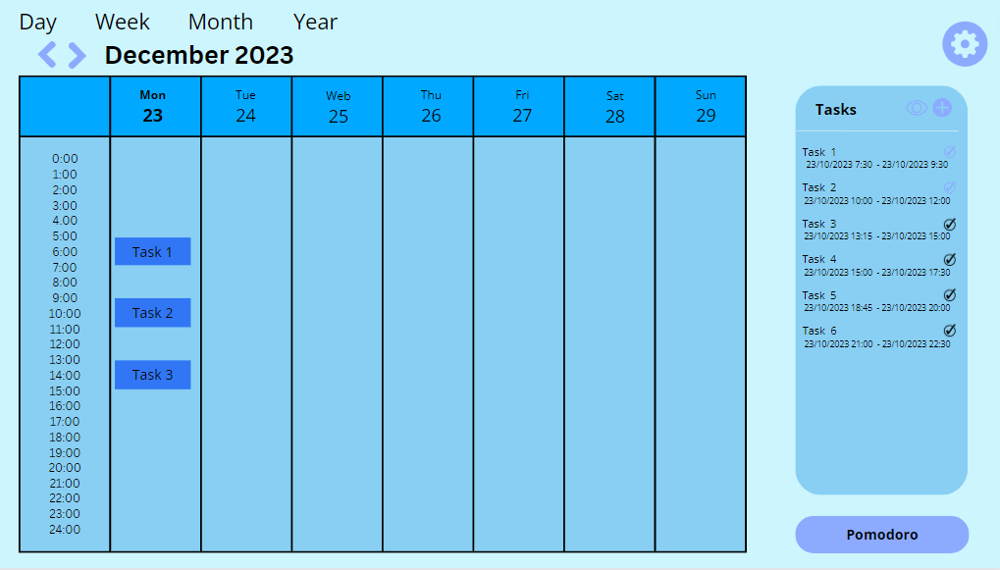 Day Week Month Year
December 2023
Mon Tue Web Thu Fri Sat Sun
23 24 25 26 27 28 29
0:00
1:00
2:00
3:00
4.00
5:00
6:00
7:00
8:00
9:00
10:00
11:00
12:00
13:00
14:00
15:00
16:00
17:00
18:00
19:00
20:00
21:00
22:00
23:00
24:00
Task 1
Task 2
Task 3
Tasks
Task 1
23/10/2023 7:30 - 23/10/2023 9:30
Task 2
23/10/2023 10:00 - 23/10/2023 12:00
Task 3
23/10/2023 13:15 - 23/10/2023 15:00
Task 4
23/10/2023 15:00 - 23/10/2023 17:30
Task 5
23/10/2023 18:45 - 23/10/2023 20:00
Task 6
23/10/2023 21:00 - 23/10/2023 22:30
Pomodoro